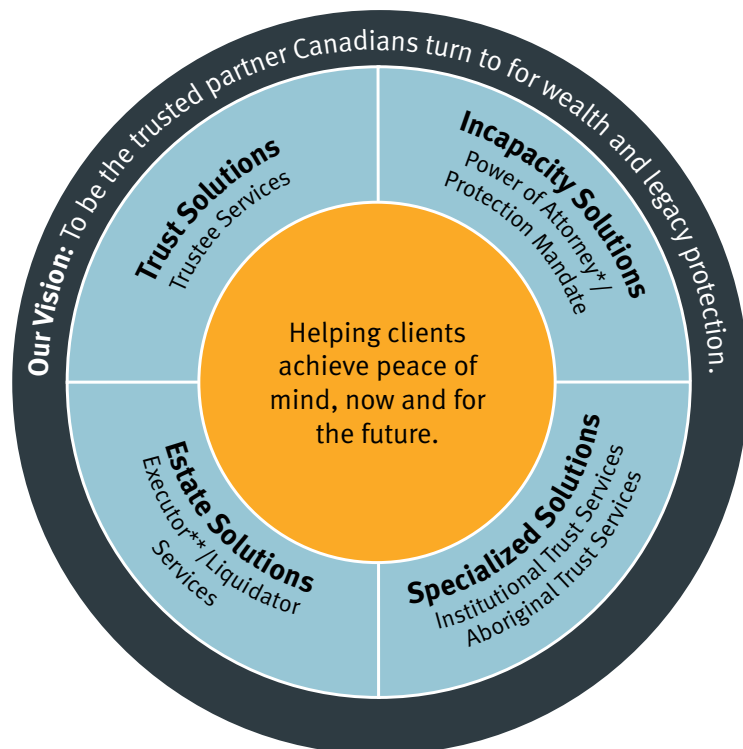 Our Vision: To be the trusted partner Canadians turn to for wealth and legacy protection.
Trust Solutions
Trustee Services
Incapacity Solutions
Power of Attorney*/
Protection Mandate
Helping clients
achieve peace of
mind, now and for
the future.
Estate Solutions
Executor**/Liquidator
Services
Specialized Solutions
Institutional Trust Services
Aboriginal Trust Services